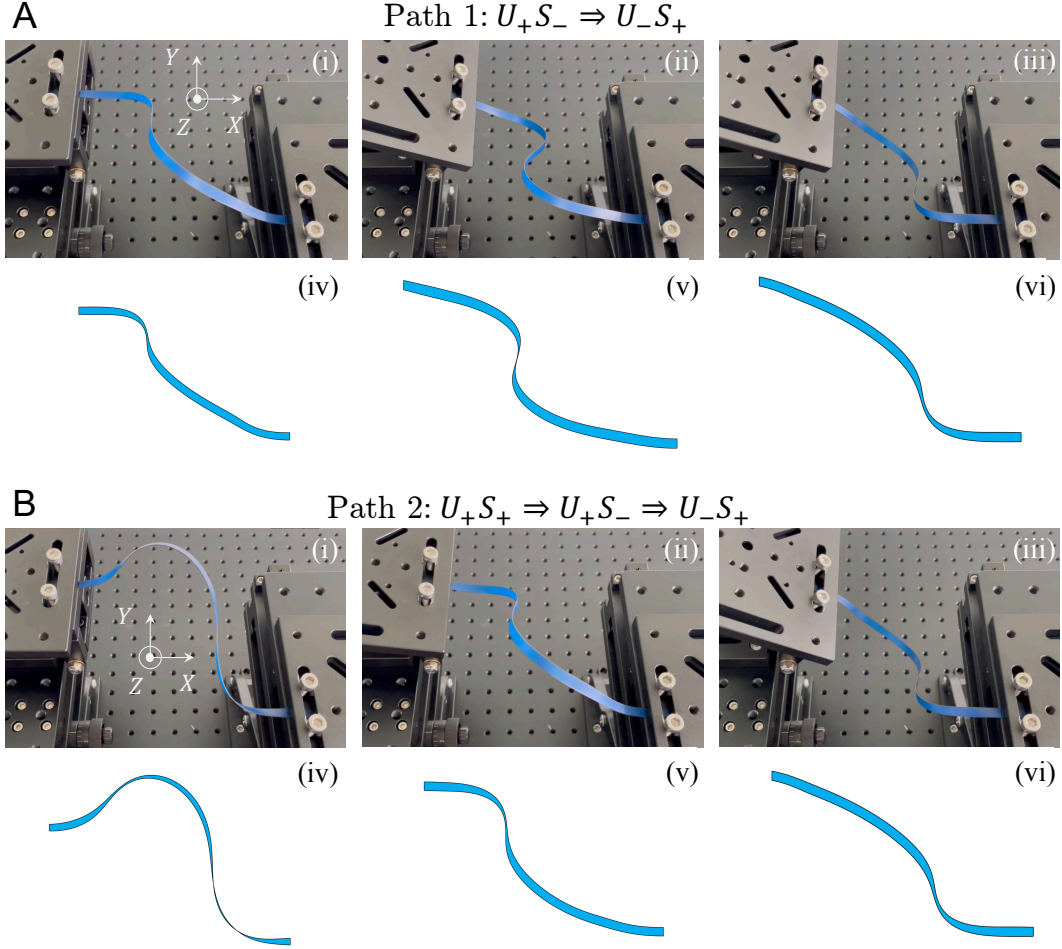 A
Path 1: U₊S₋ ⇒ U₋S₊
(i)
(ii)
(iii)
Y
Z
X
(iv)
(v)
(vi)
B
Path 2: U₊S₊ ⇒ U₊S₋ ⇒ U₋S₊
(i)
(ii)
(iii)
Y
Z
X
(iv)
(v)
(vi)